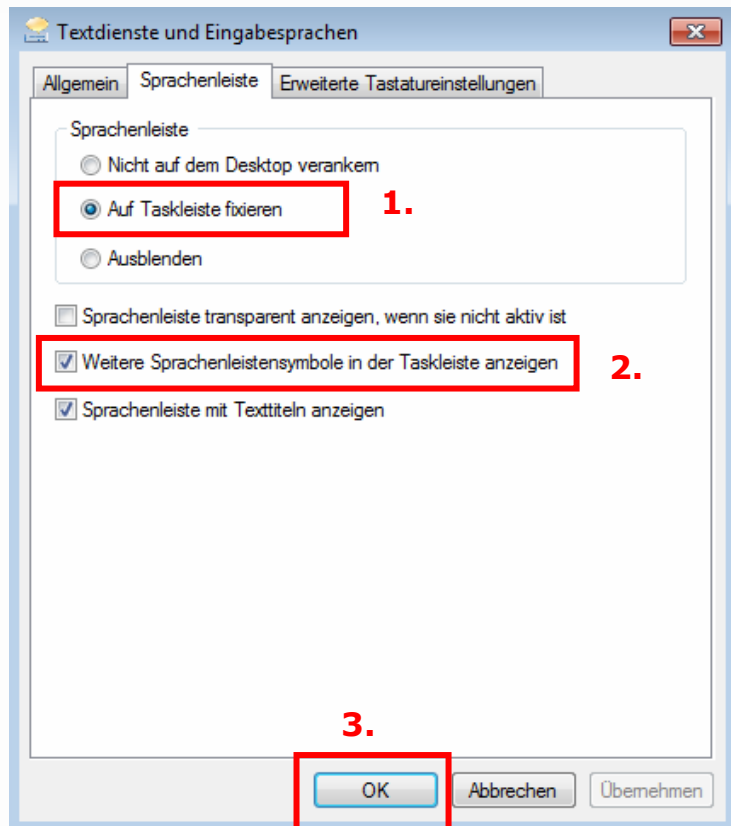 Textdienste und Eingabesprachen
Allgemein Sprachenleiste Erweiterte Tastatureinstellungen
Sprachenleiste
Nicht auf dem Desktop verankern
Auf Taskleiste fixieren 1.
Ausblenden
Sprachenleiste transparent anzeigen, wenn sie nicht aktiv ist
Weitere Sprachenleistensymbole in der Taskleiste anzeigen 2.
Sprachenleiste mit Texttiteln anzeigen
3.
OK Abbrechen Übernehmen